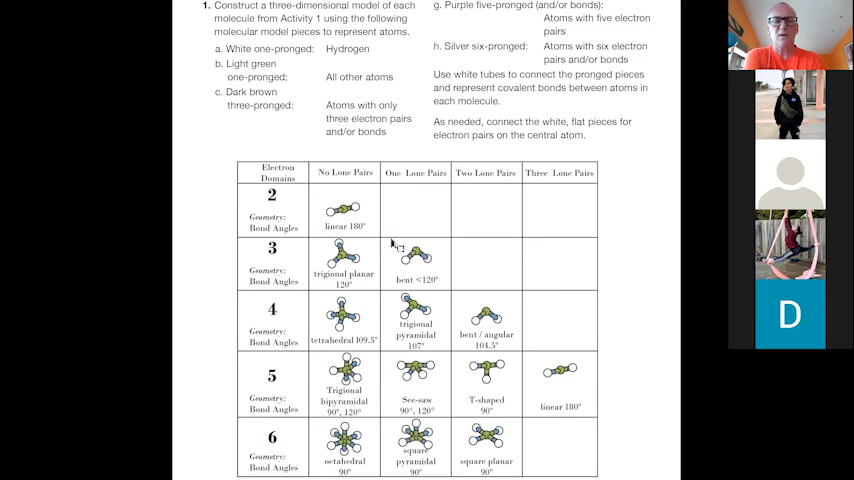 1. Construct a three-dimensional model of each
molecule from Activity 1 using the following
molecular model pieces to represent atoms.
a. White one-pronged: Hydrogen
b. Light green
one-pronged: All other atoms
c. Dark brown
three-pronged: Atoms with only
three electron pairs
and/or bonds
g. Purple five-pronged (and/or bonds):
Atoms with five electron
pairs
h. Silver six-pronged: Atoms with six electron
pairs and/or bonds
Use white tubes to connect the pronged pieces
and represent covalent bonds between atoms in
each molecule.
As needed, connect the white, flat pieces for
electron pairs on the central atom.
Electron
Domains
No Lone Pairs
One Lone Pairs
Two Lone Pairs
Three Lone Pairs
2
Geometry:
Bond Angles
linear 180°
3
Geometry:
Bond Angles
trigional planar
120°
bent <120°
4
Geometry:
Bond Angles
tetrahedral 109.5°
trigional
pyramidal
107°
bent / angular
104.5°
5
Geometry:
Bond Angles
Trigional
bipyramidal
90°, 120°
See-saw
90°, 120°
T-shaped
90°
linear 180°
6
Geometry:
Bond Angles
octahedral
90°
square
pyramidal
90°
square planar
90°
D